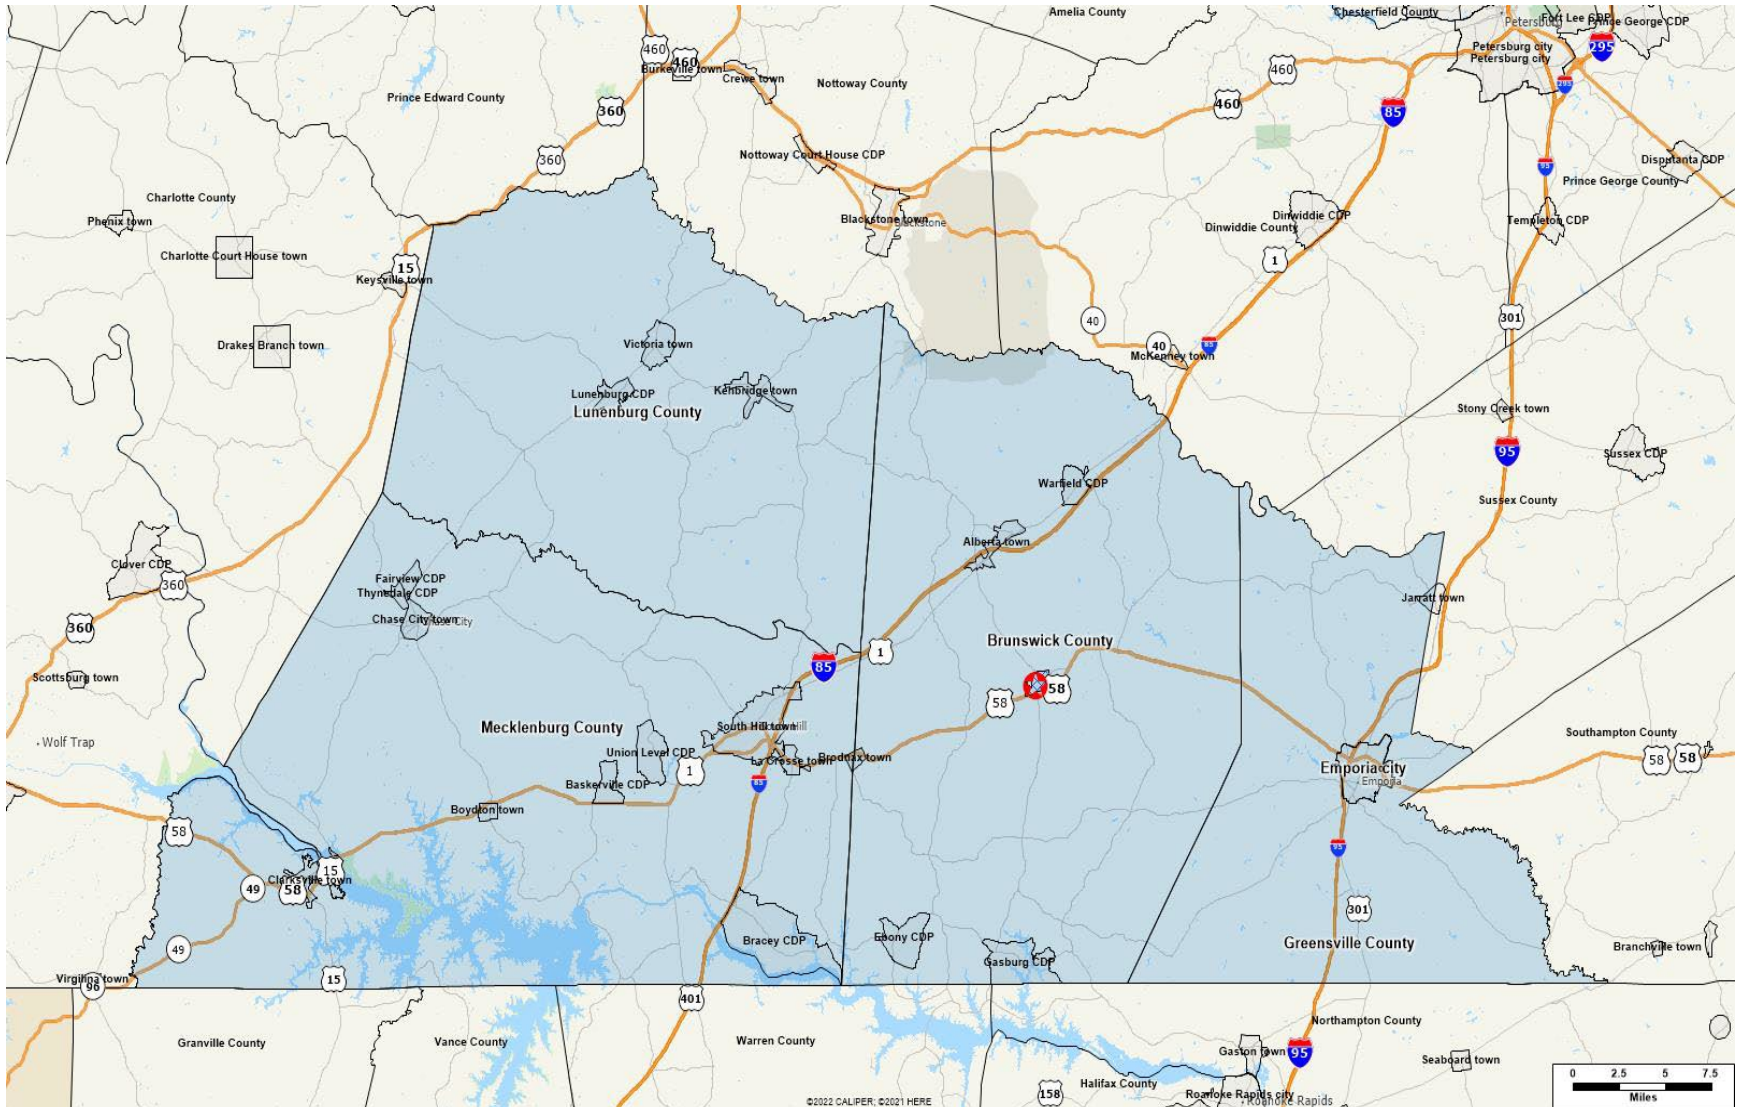 Amelia County
Chesterfield County
Petersburg
Fort Lee CDP
Prince George CDP
295
Petersburg city
Petersburg city
460
460
Burkeville town
Crewe town
Nottoway County
460
85
295
Prince Edward County
360
460
360
Nottoway Court House CDP
95
Disputanta CDP
Prince George County
Charlotte County
Phenix town
Blackstone town
Blackstone
Dinwiddie CDP
Dinwiddie County
Templeton CDP
Charlotte Court House town
15
Keysville town
1
40
301
Drakes Branch town
Victoria town
40
McKenney town
85
Lunenburg CDP
Kenbridge town
Lunenburg County
Stony Creek town
95
Sussex CDP
Warfield CDP
Sussex County
Alberta town
Clover CDP
360
Fairview CDP
Thynedale CDP
Chase City town
Chase City
Jarratt town
360
Brunswick County
85
1
Scottsburg town
58
58
Mecklenburg County
South Hill town
Wolf Trap
Southampton County
Union Level CDP
La Crosse town
Brodnax town
58
58
1
85
Emporia city
Emporia
Baskerville CDP
Boydton town
58
95
15
Clarksville town
49
58
301
49
Bracey CDP
Ebony CDP
Greensville County
Gasburg CDP
Branchville town
Virgilina town
96
15
401
Northampton County
Granville County
Vance County
Warren County
Gaston town
95
Seaboard town
Halifax County
158
Roanoke Rapids city
Roanoke Rapids
©2022 CALIPER; ©2021 HERE
0 2.5 5 7.5
Miles